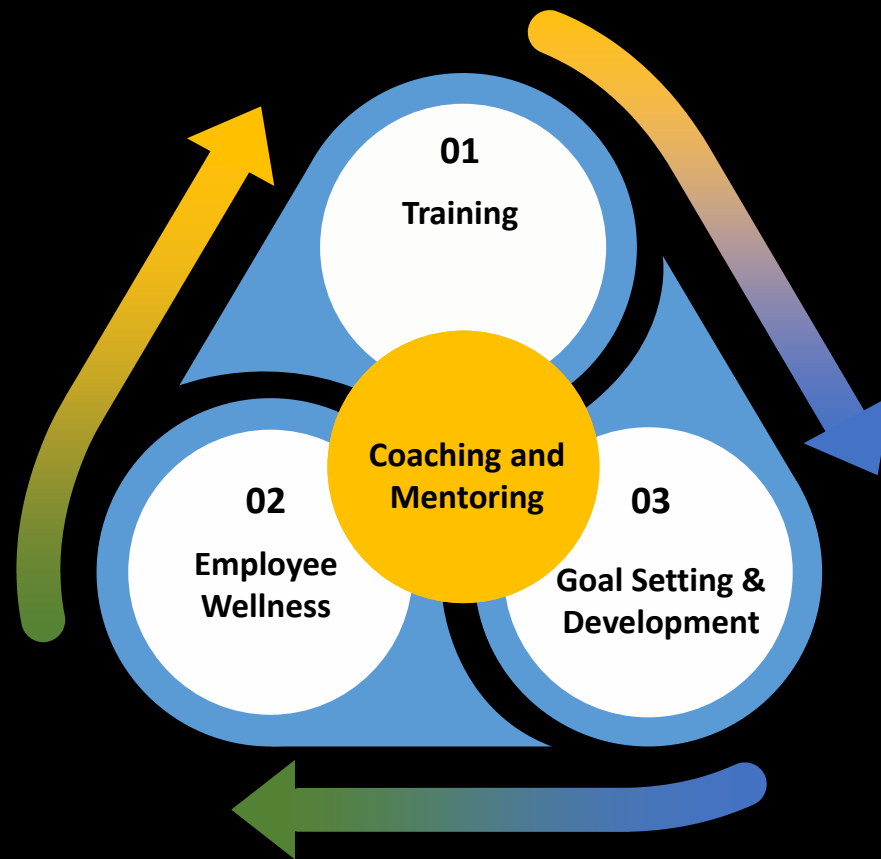 01
Training
Coaching and
Mentoring
02
Employee
Wellness
03
Goal Setting &
Development